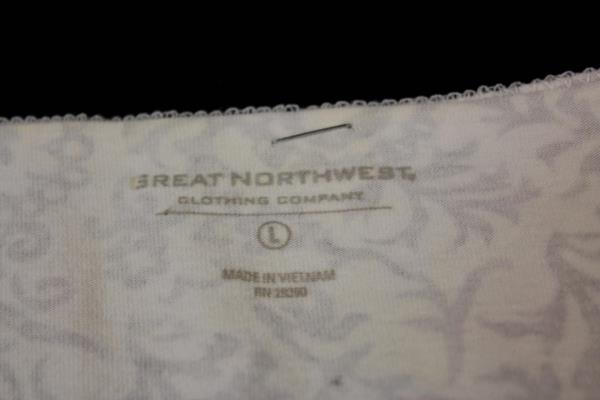 GREAT NORTHWEST
CLOTHING COMPANY
L
MADE IN VIETNAM
RN